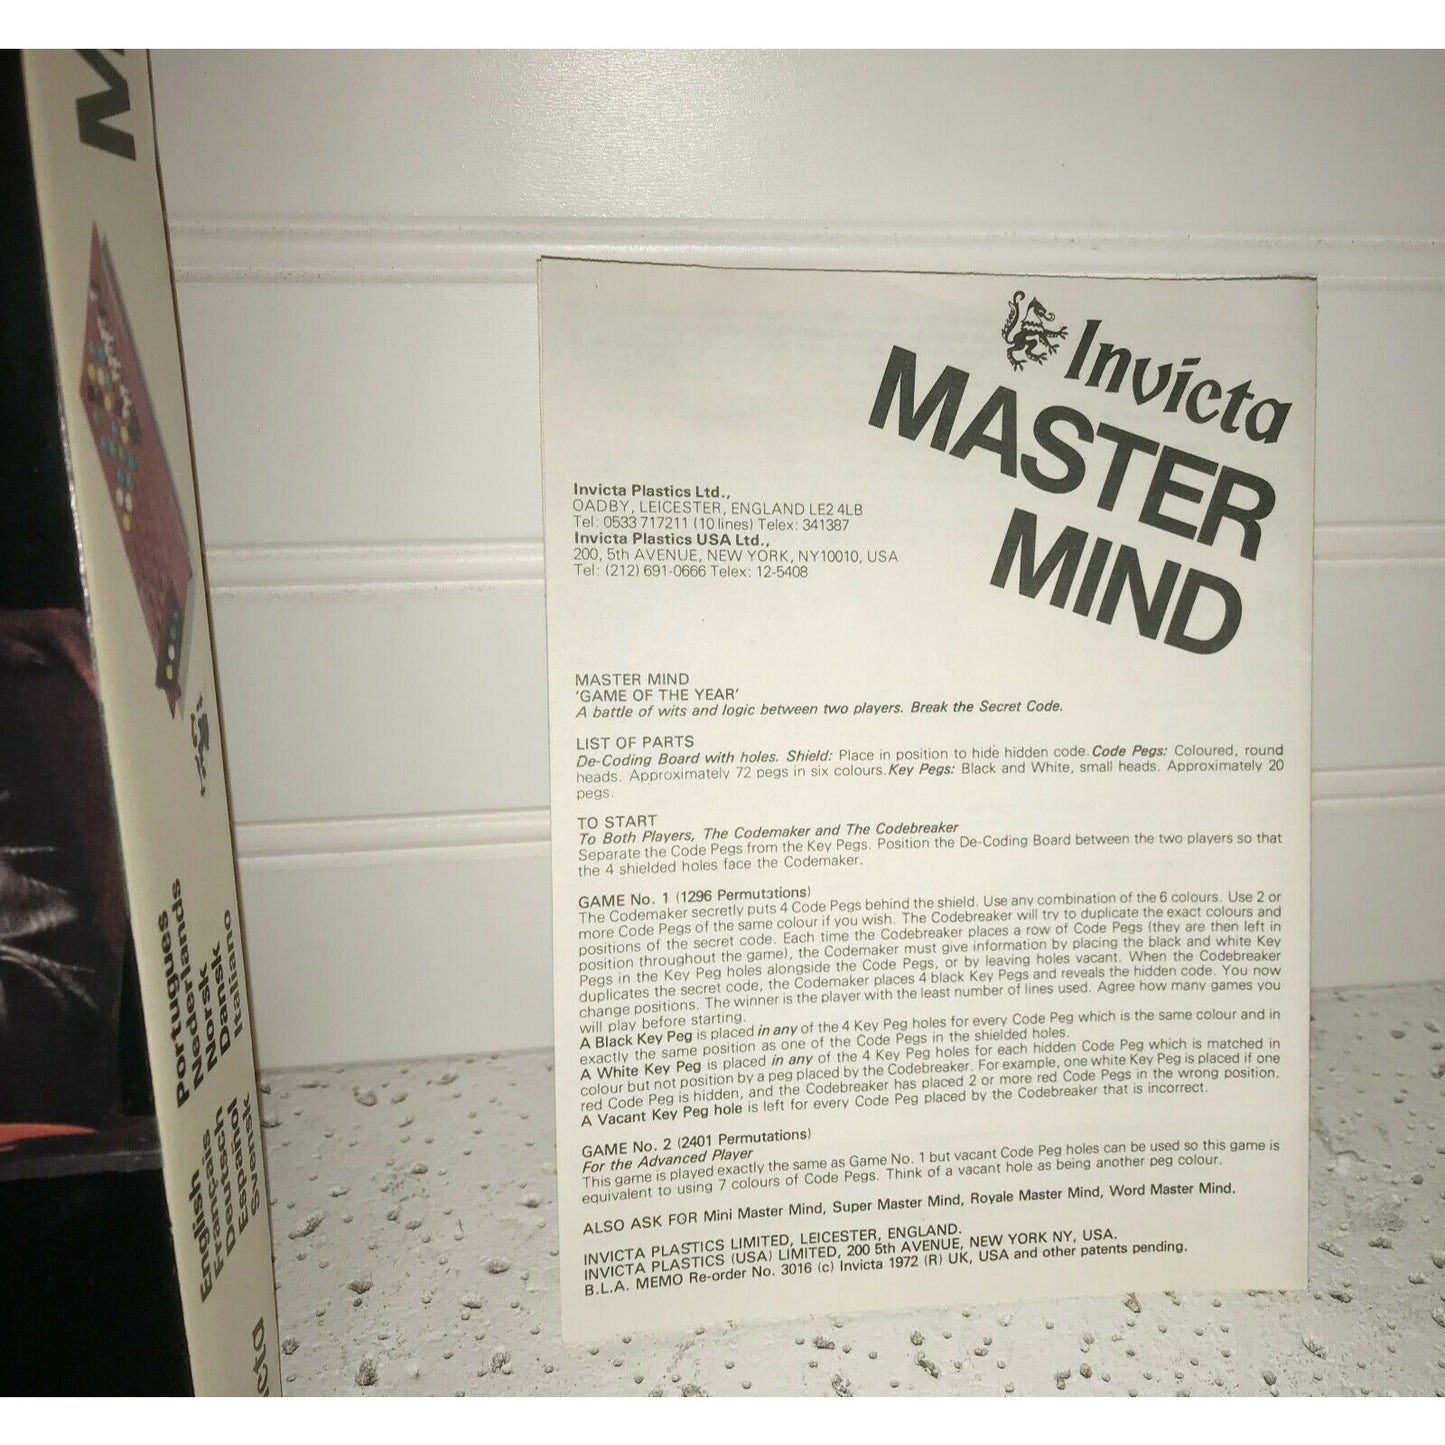 MA
Portugues
Nederlands
Norsk
Dansk
Italiano
English
Français
Deutsch
Español
Svensk
Invicta
MASTER
MIND
Invicta Plastics Ltd.,
OADBY, LEICESTER, ENGLAND LE2 4LB
Tel: 0533 717211 (10 lines) Telex: 341387
Invicta Plastics USA Ltd.,
200, 5th AVENUE, NEW YORK, NY10010, USA
Tel: (212) 691-0666 Telex: 12-5408
MASTER MIND
'GAME OF THE YEAR'
A battle of wits and logic between two players. Break the Secret Code.
LIST OF PARTS
De-Coding Board with holes. Shield: Place in position to hide hidden code. Code Pegs: Coloured, round
heads. Approximately 72 pegs in six colours. Key Pegs: Black and White, small heads. Approximately 20
pegs.
TO START
To Both Players, The Codemaker and The Codebreaker
Separate the Code Pegs from the Key Pegs. Position the De-Coding Board between the two players so that
the 4 shielded holes face the Codemaker.
GAME No. 1 (1296 Permutations)
The Codemaker secretly puts 4 Code Pegs behind the shield. Use any combination of the 6 colours. Use 2 or
more Code Pegs of the same colour if you wish. The Codebreaker will try to duplicate the exact colours and
positions of the secret code. Each time the Codebreaker places a row of Code Pegs (they are then left in
position throughout the game), the Codemaker must give information by placing the black and white Key
Pegs in the Key Peg holes alongside the Code Pegs, or by leaving holes vacant. When the Codebreaker
duplicates the secret code, the Codemaker places 4 black Key Pegs and reveals the hidden code. You now
change positions. The winner is the player with the least number of lines used. Agree how many games you
will play before starting.
A Black Key Peg is placed in any of the 4 Key Peg holes for every Code Peg which is the same colour and in
exactly the same position as one of the Code Pegs in the shielded holes.
A White Key Peg is placed in any of the 4 Key Peg holes for each hidden Code Peg which is matched in
colour but not position by a peg placed by the Codebreaker. For example, one white Key Peg is placed if one
red Code Peg is hidden, and the Codebreaker has placed 2 or more red Code Pegs in the wrong position.
A Vacant Key Peg hole is left for every Code Peg placed by the Codebreaker that is incorrect.
GAME No. 2 (2401 Permutations)
For the Advanced Player
This game is played exactly the same as Game No. 1 but vacant Code Peg holes can be used so this game is
equivalent to using 7 colours of Code Pegs. Think of a vacant hole as being another peg colour.
ALSO ASK FOR Mini Master Mind, Super Master Mind, Royale Master Mind, Word Master Mind.
INVICTA PLASTICS LIMITED, LEICESTER, ENGLAND.
INVICTA PLASTICS (USA) LIMITED, 200 5th AVENUE, NEW YORK NY, USA.
B.L.A. MEMO Re-order No. 3016 (c) Invicta 1972 (R) UK, USA and other patents pending.